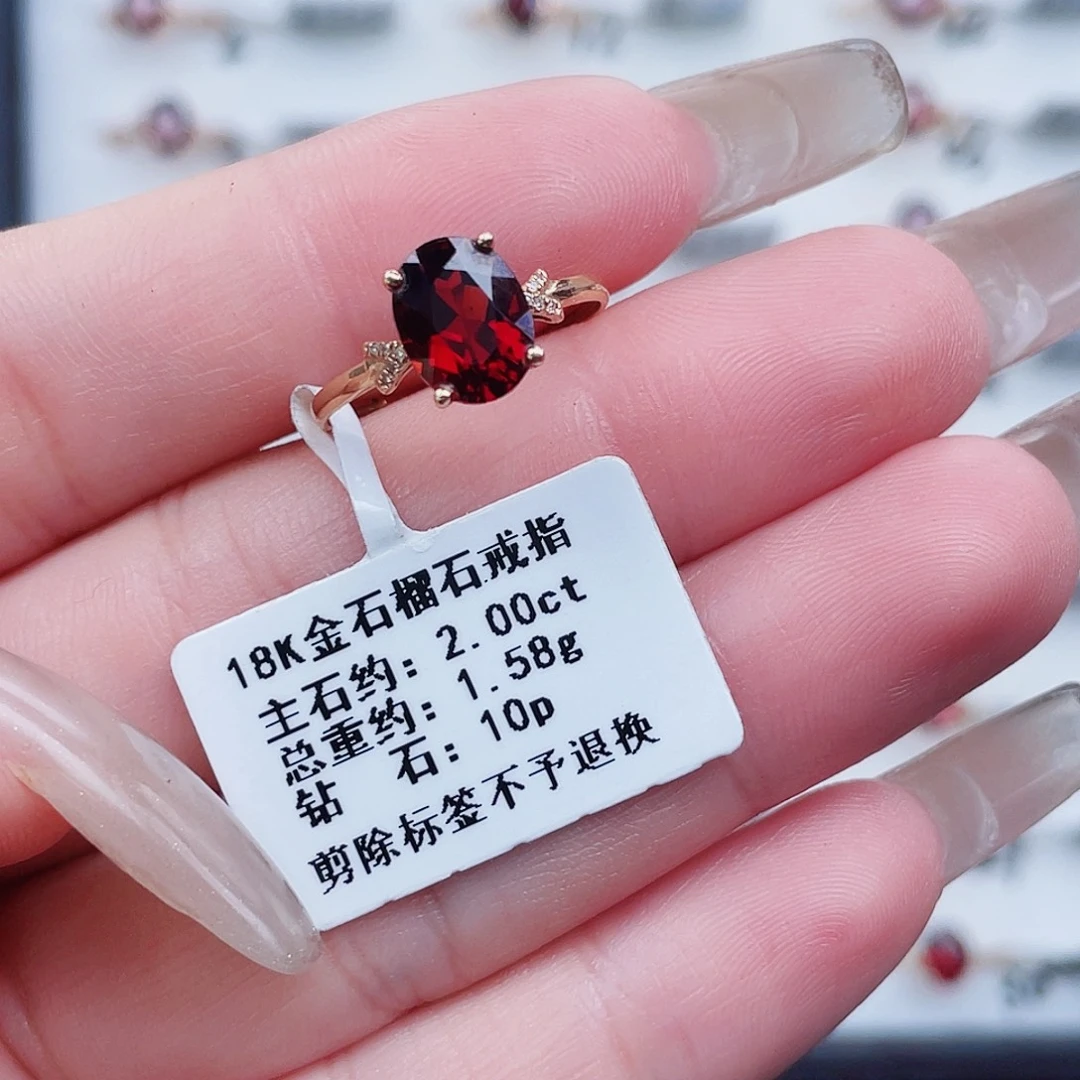 18K金石榴石戒指
主石约: 2.00ct
总重约: 1.58g
钻 石: 10p
剪除标签不予退换